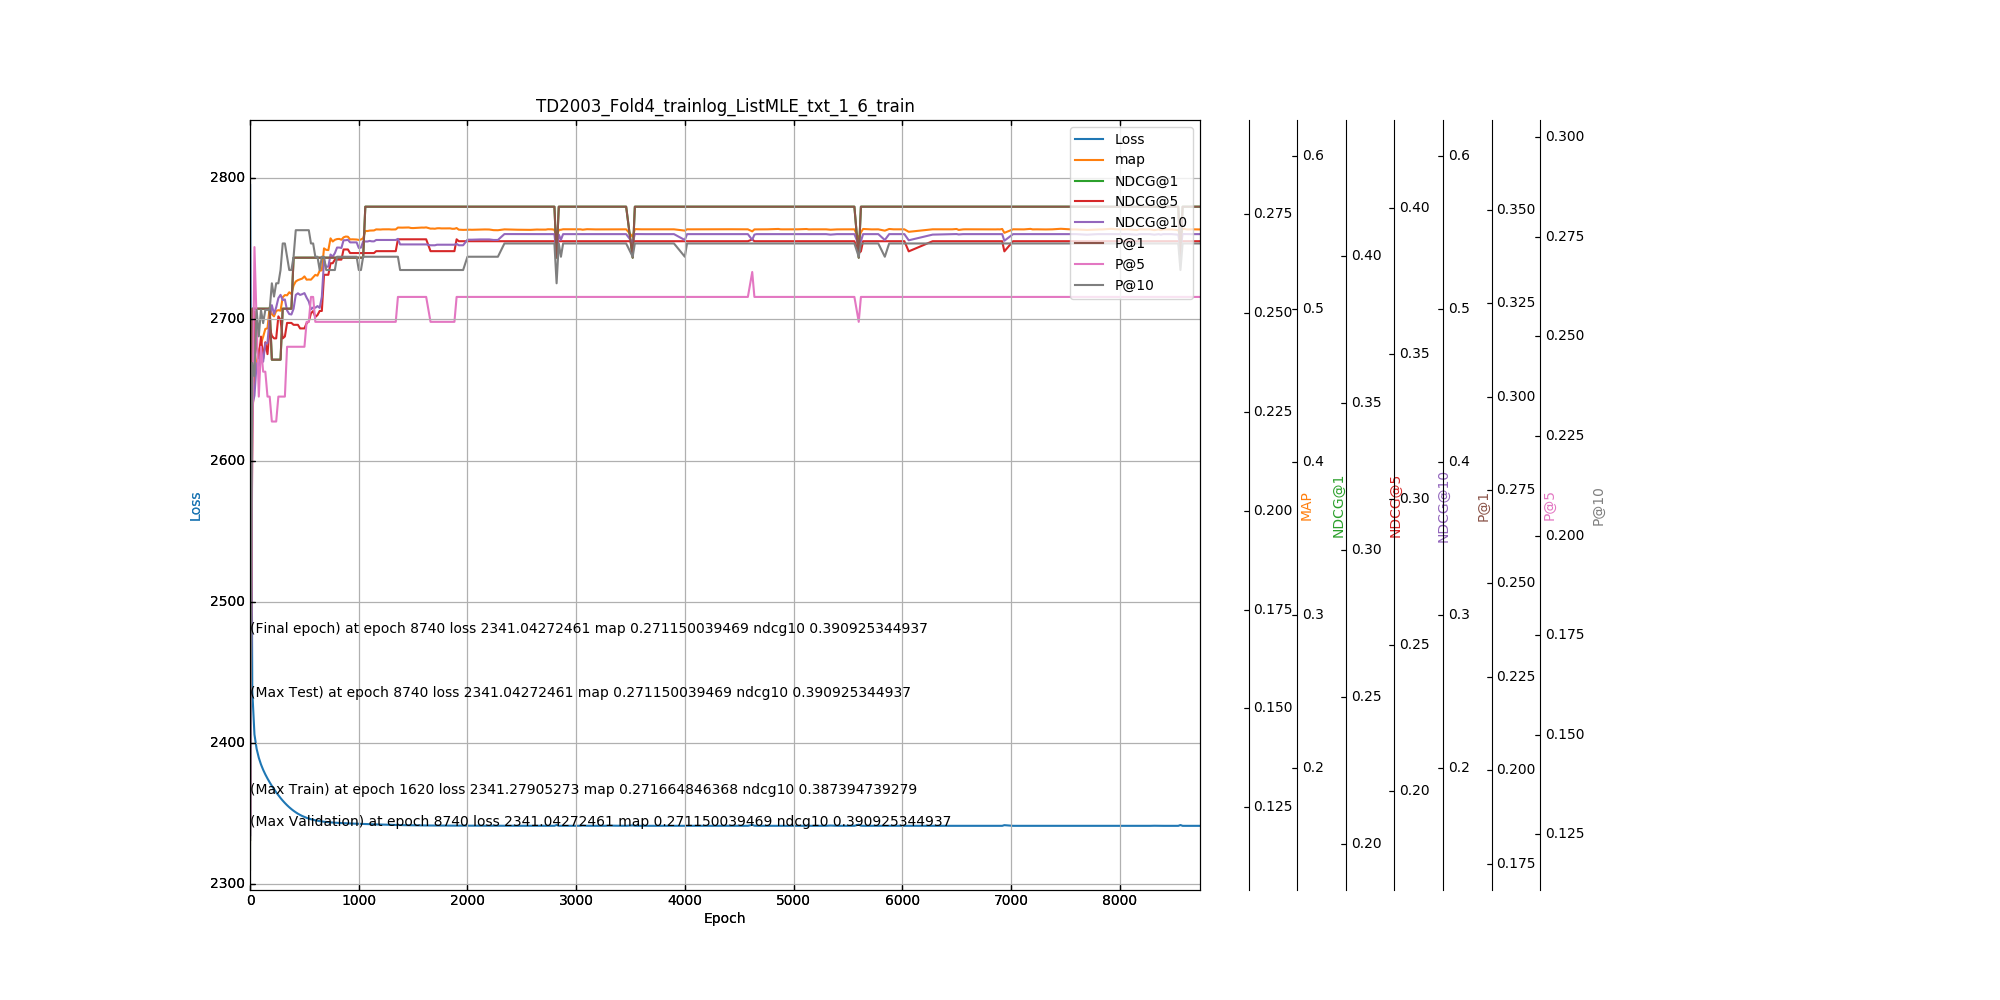 TD2003_Fold4_trainlog_ListMLE_txt_1_6_train
Loss
map
NDCG@1
NDCG@5
NDCG@10
P@1
P@5
P@10
2800
2700
2600
2500
2400
2300
Loss
(Final epoch) at epoch 8740 loss 2341.04272461 map 0.271150039469 ndcg10 0.390925344937
(Max Test) at epoch 8740 loss 2341.04272461 map 0.271150039469 ndcg10 0.390925344937
(Max Train) at epoch 1620 loss 2341.27905273 map 0.271664846368 ndcg10 0.387394739279
(Max Validation) at epoch 8740 loss 2341.04272461 map 0.271150039469 ndcg10 0.390925344937
0 1000 2000 3000 4000 5000 6000 7000 8000
Epoch
0.275
0.250
0.225
0.200
0.175
0.150
0.125
MAP
0.6
0.5
0.4
0.3
0.2
NDCG@1
0.40
0.35
0.30
0.25
0.20
NDCG@5
0.40
0.35
0.30
0.25
0.20
NDCG@10
0.6
0.5
0.4
0.3
0.2
P@1
0.350
0.325
0.300
0.275
0.250
0.225
0.200
0.175
P@5
0.300
0.275
0.250
0.225
0.200
0.175
0.150
0.125
P@10